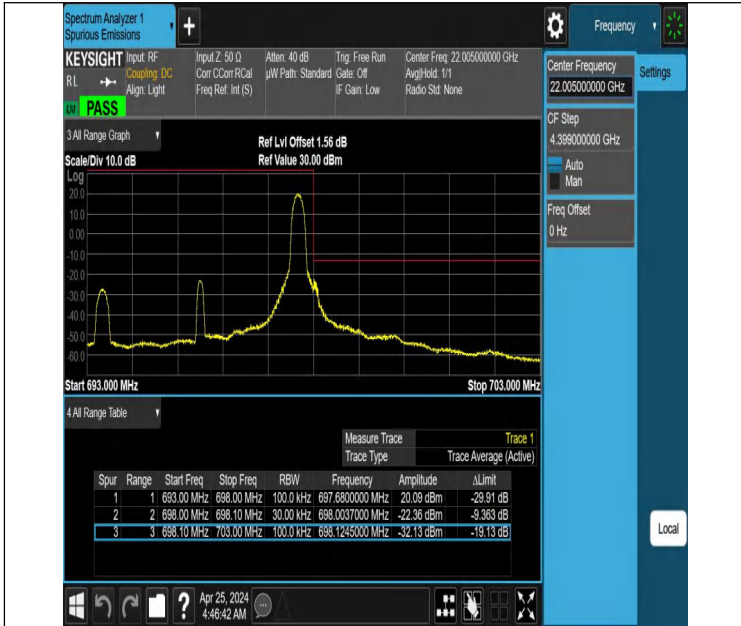 Spectrum Analyzer 1
Spurious Emissions
Frequency
KEYSIGHT
RL
Input: RF
Coupling: DC
Align: Light
Input Z: 50 Ω
Corr CCorr RCal
Freq Ref: Int (S)
Atten: 40 dB
µW Path: Standard
Trig: Free Run
Gate: Off
IF Gain: Low
Center Freq: 22.005000000 GHz
Avg|Hold: 1/1
Radio Std: None
PASS
3 All Range Graph
Scale/Div 10.0 dB
Ref Lvl Offset 1.56 dB
Ref Value 30.00 dBm
Log
20.0
10.0
0.00
-10.0
-20.0
-30.0
-40.0
-50.0
-60.0
Start 693.000 MHz
Stop 703.000 MHz
4 All Range Table
Measure Trace Trace 1
Trace Type Trace Average (Active)
Spur Range Start Freq Stop Freq RBW Frequency Amplitude ΔLimit
1 1 693.00 MHz 698.00 MHz 100.0 kHz 697.6800000 MHz 20.09 dBm -29.91 dB
2 2 698.00 MHz 698.10 MHz 30.00 kHz 698.0037000 MHz -22.36 dBm -9.363 dB
3 3 698.10 MHz 703.00 MHz 100.0 kHz 698.1245000 MHz -32.13 dBm -19.13 dB
Center Frequency
22.005000000 GHz
Settings
CF Step
4.399000000 GHz
Auto
Man
Freq Offset
0 Hz
Local
?
Apr 25, 2024
4:46:42 AM